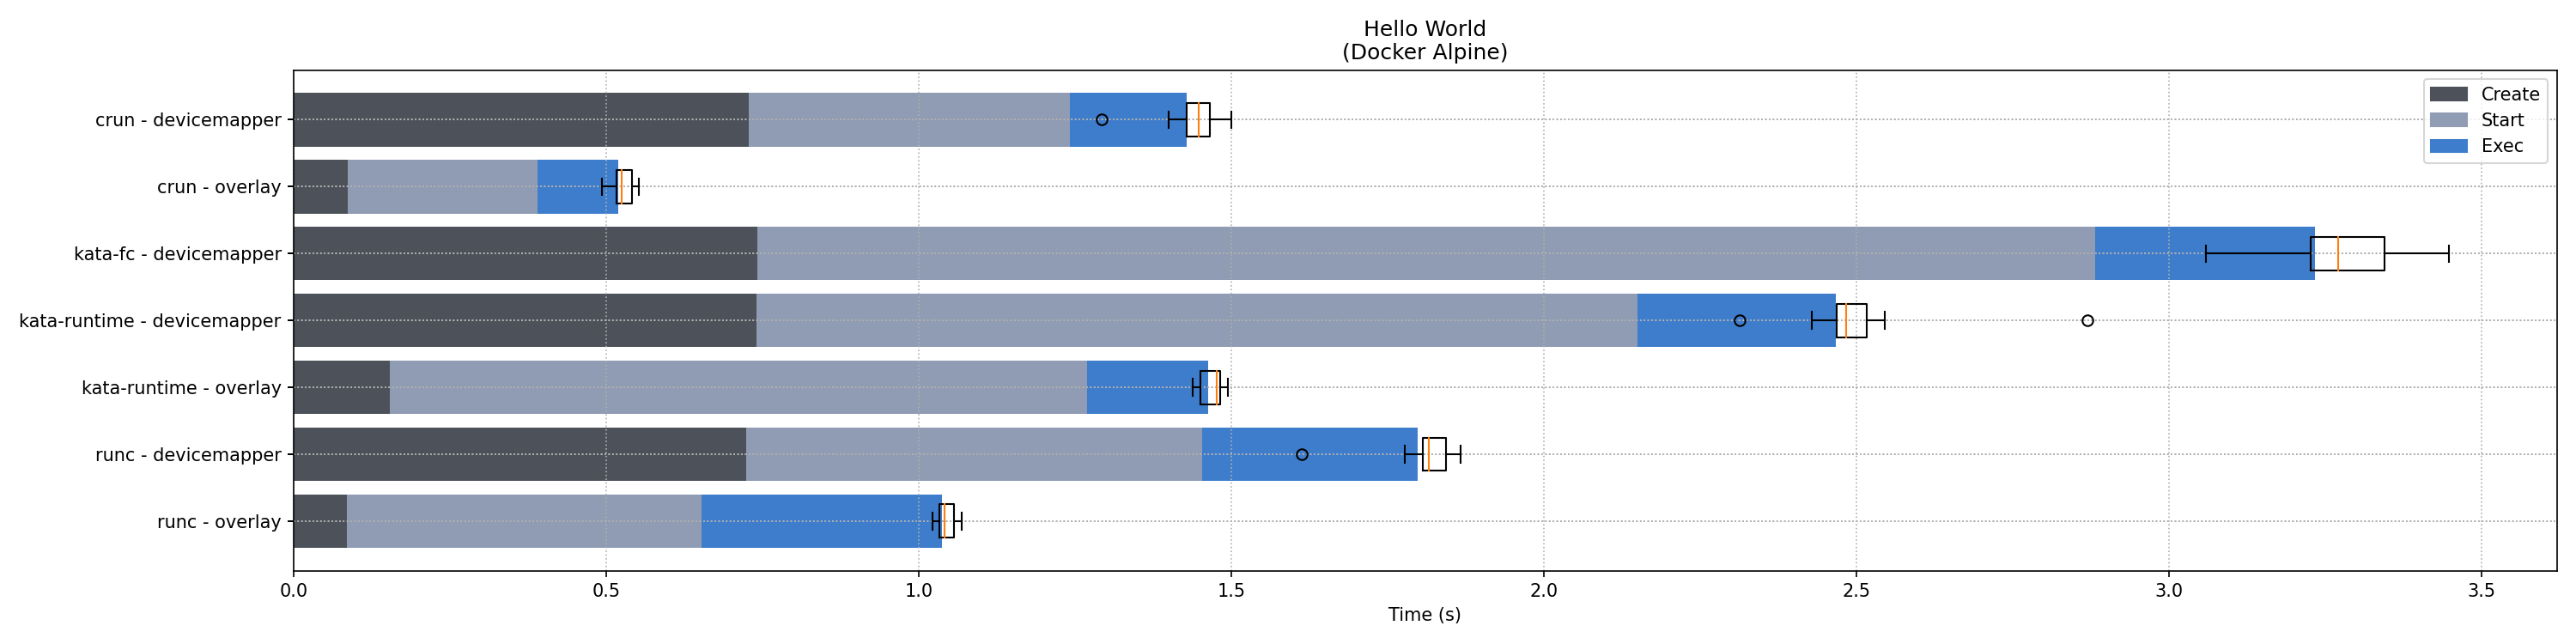 Hello World
(Docker Alpine)
crun - devicemapper
crun - overlay
kata-fc - devicemapper
kata-runtime - devicemapper
kata-runtime - overlay
runc - devicemapper
runc - overlay
Create
Start
Exec
0.0 0.5 1.0 1.5 2.0 2.5 3.0 3.5
Time (s)